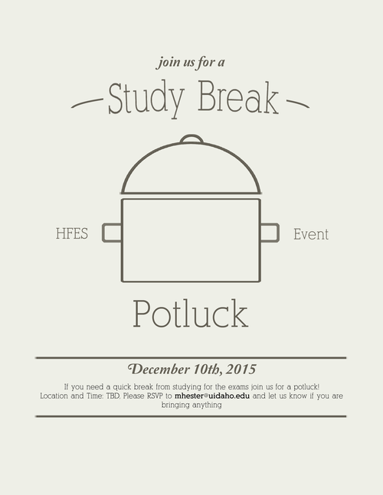 join us for a
Study Break
HFES
Event
Potluck
December 10th, 2015
If you need a quick break from studying for the exams join us for a potluck!
Location and Time: TBD. Please RSVP to mhester@uidaho.edu and let us know if you are
bringing anything